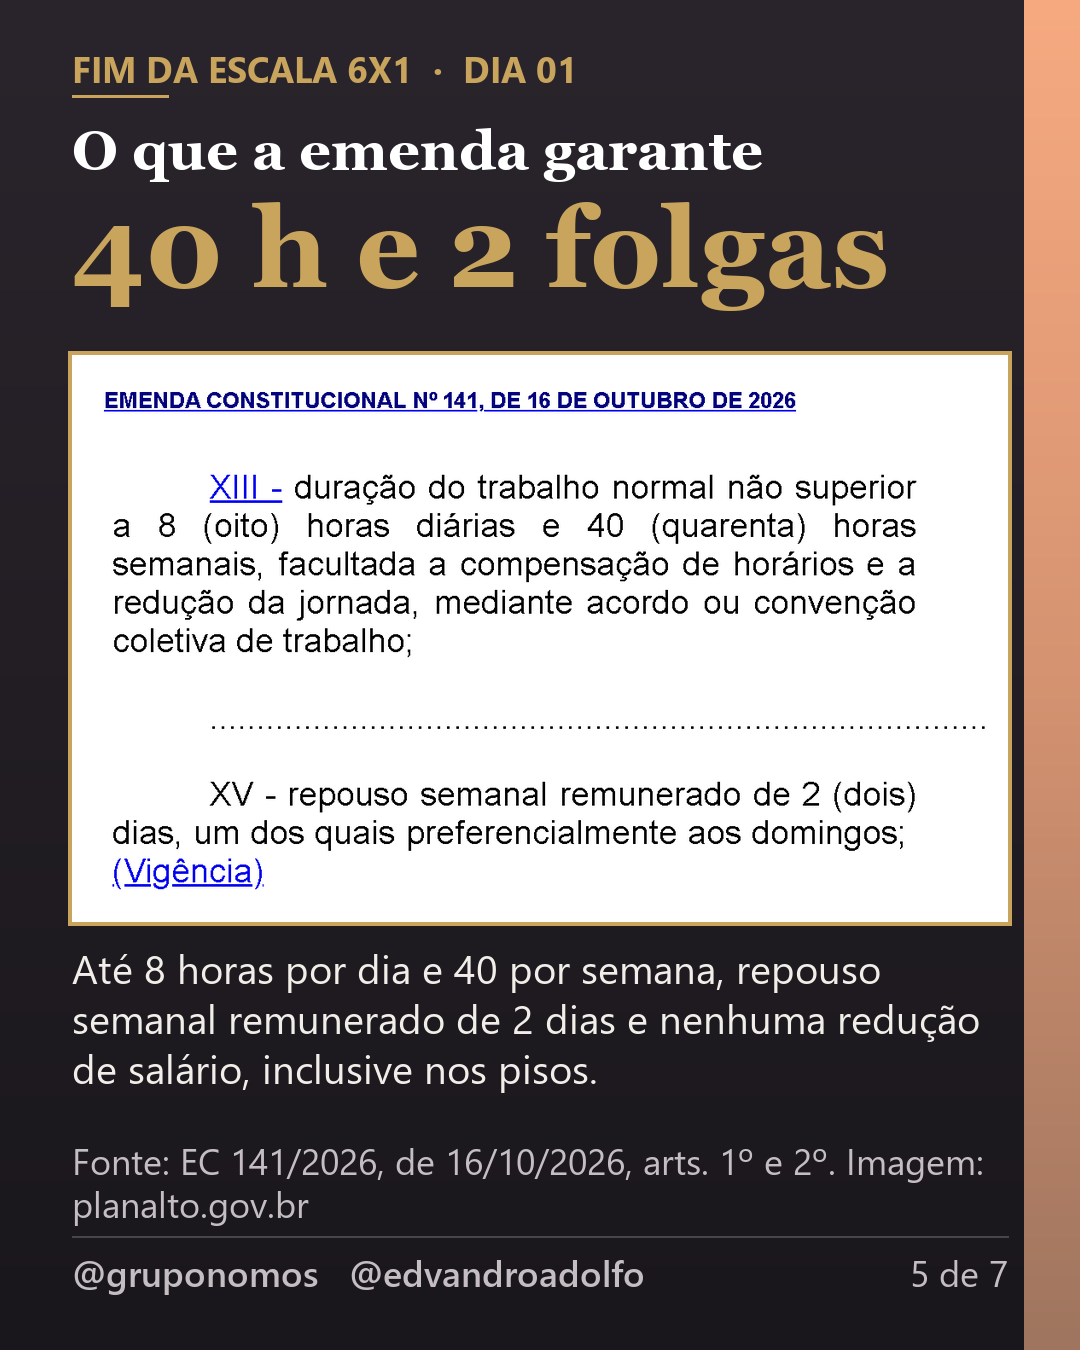 FIM DA ESCALA 6X1 · DIA 01
O que a emenda garante
40 h e 2 folgas
EMENDA CONSTITUCIONAL Nº 141, DE 16 DE OUTUBRO DE 2026
XIII - duração do trabalho normal não superior
a 8 (oito) horas diárias e 40 (quarenta) horas
semanais, facultada a compensação de horários e a
redução da jornada, mediante acordo ou convenção
coletiva de trabalho;
................................................................................
XV - repouso semanal remunerado de 2 (dois)
dias, um dos quais preferencialmente aos domingos;
(Vigência)
Até 8 horas por dia e 40 por semana, repouso
semanal remunerado de 2 dias e nenhuma redução
de salário, inclusive nos pisos.
Fonte: EC 141/2026, de 16/10/2026, arts. 1º e 2º. Imagem:
planalto.gov.br
@gruponomos @edvandroadolfo 5 de 7